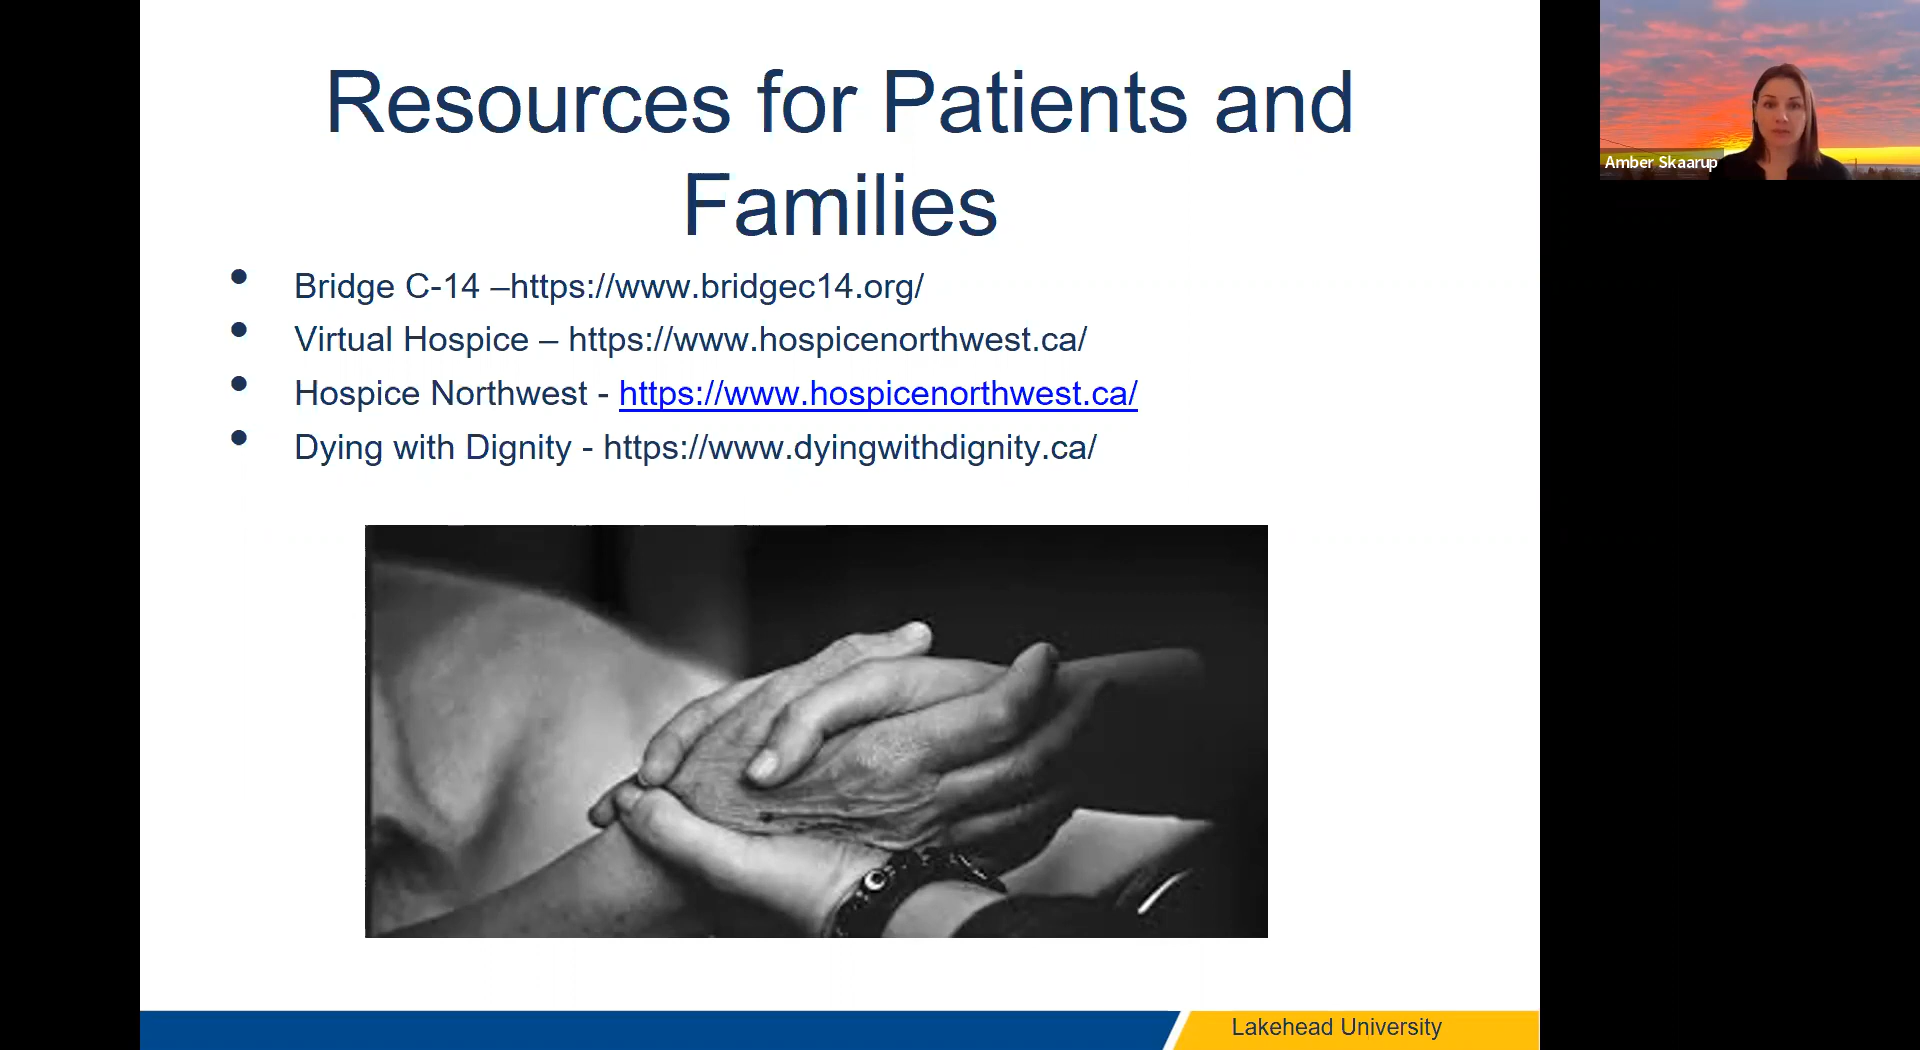 Resources for Patients and
Families
• Bridge C-14 –https://www.bridgec14.org/
• Virtual Hospice – https://www.hospicenorthwest.ca/
• Hospice Northwest - https://www.hospicenorthwest.ca/
• Dying with Dignity - https://www.dyingwithdignity.ca/
Lakehead University
Amber Skaarup